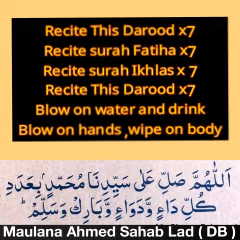 Recite This Darood x7
Recite surah Fatiha x7
Recite surah Ikhlas x 7
Recite This Darood x7
Blow on water and drink
Blow on hands ,wipe on body
اَللّٰهُمَّ صَلِّ عَلٰى سَيِّدِنَا مُحَمَّدٍ بِعَدَدِ
كُلِّ دَاءٍ وَّدَوَاءٍ وَّبَارِكْ وَسَلِّمْ
Maulana Ahmed Sahab Lad ( DB )